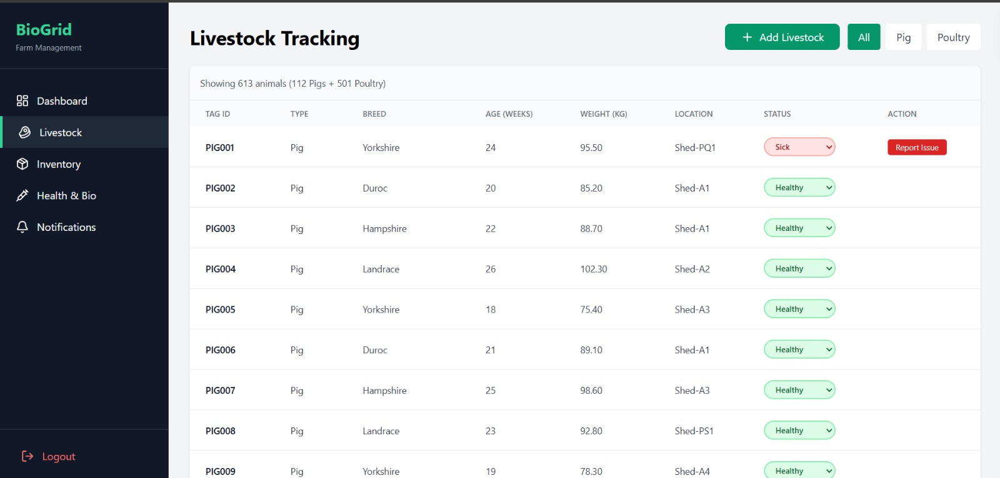 BioGrid
Farm Management
Dashboard
Livestock
Inventory
Health & Bio
Notifications
Logout
Livestock Tracking
+ Add Livestock All Pig Poultry
Showing 613 animals (112 Pigs + 501 Poultry)
TAG ID TYPE BREED AGE (WEEKS) WEIGHT (KG) LOCATION STATUS ACTION
PIG001 Pig Yorkshire 24 95.50 Shed-PQ1 Sick Report Issue
PIG002 Pig Duroc 20 85.20 Shed-A1 Healthy
PIG003 Pig Hampshire 22 88.70 Shed-A1 Healthy
PIG004 Pig Landrace 26 102.30 Shed-A2 Healthy
PIG005 Pig Yorkshire 18 75.40 Shed-A3 Healthy
PIG006 Pig Duroc 21 89.10 Shed-A1 Healthy
PIG007 Pig Hampshire 25 98.60 Shed-A3 Healthy
PIG008 Pig Landrace 23 92.80 Shed-PS1 Healthy
PIG009 Pig Yorkshire 19 78.30 Shed-A4 Healthy